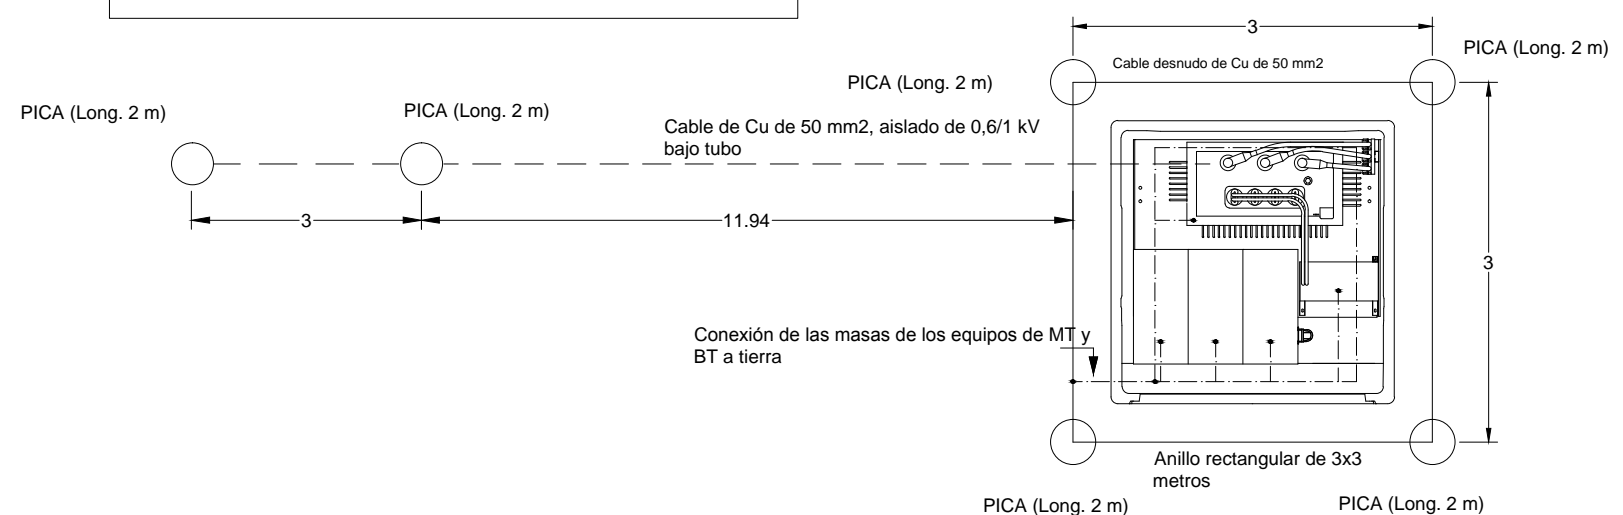 3
PICA (Long. 2 m)
Cable desnudo de Cu de 50 mm2
PICA (Long. 2 m)
PICA (Long. 2 m)
PICA (Long. 2 m)
Cable de Cu de 50 mm2, aislado de 0,6/1 kV
bajo tubo
3
11.94
3
Conexión de las masas de los equipos de MT y
BT a tierra
Anillo rectangular de 3x3
metros
PICA (Long. 2 m)
PICA (Long. 2 m)